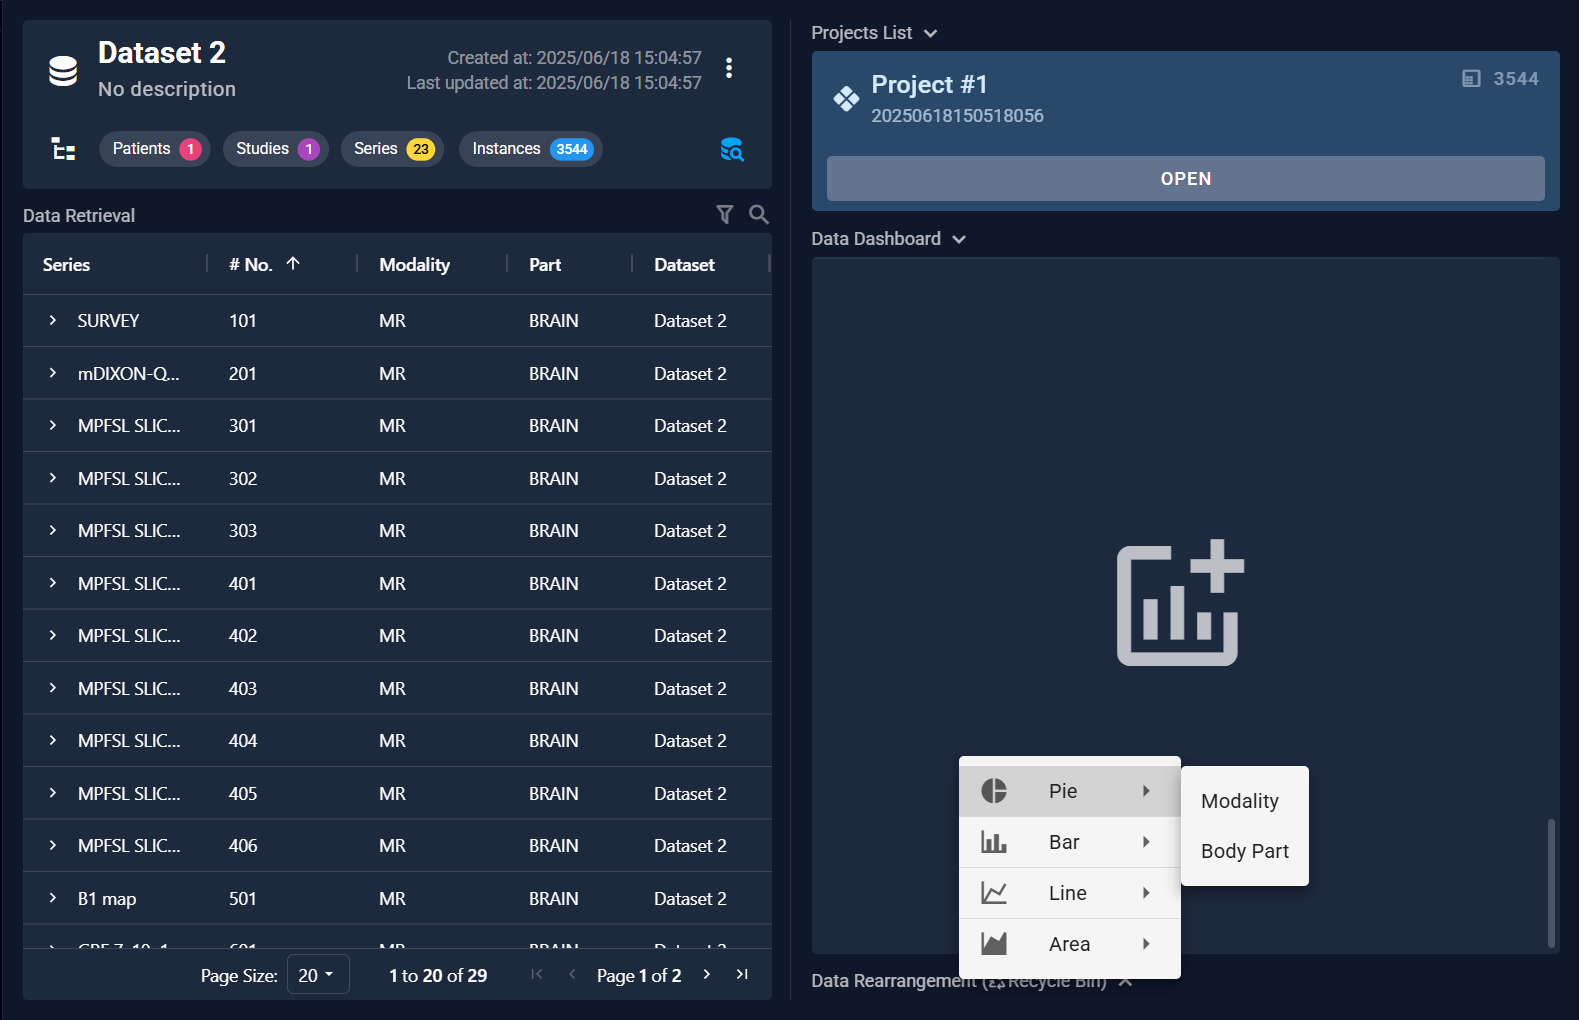 Dataset 2
No description
Created at: 2025/06/18 15:04:57
Last updated at: 2025/06/18 15:04:57
Patients 1
Studies 1
Series 23
Instances 3544
Data Retrieval
Series # No. Modality Part Dataset
SURVEY 101 MR BRAIN Dataset 2
mDIXON-Q... 201 MR BRAIN Dataset 2
MPFSL SLIC... 301 MR BRAIN Dataset 2
MPFSL SLIC... 302 MR BRAIN Dataset 2
MPFSL SLIC... 303 MR BRAIN Dataset 2
MPFSL SLIC... 401 MR BRAIN Dataset 2
MPFSL SLIC... 402 MR BRAIN Dataset 2
MPFSL SLIC... 403 MR BRAIN Dataset 2
MPFSL SLIC... 404 MR BRAIN Dataset 2
MPFSL SLIC... 405 MR BRAIN Dataset 2
MPFSL SLIC... 406 MR BRAIN Dataset 2
B1 map 501 MR BRAIN Dataset 2
601 MR BRAIN Dataset 2
Page Size: 20 1 to 20 of 29 Page 1 of 2
Projects List
Project #1
20250618150518056
3544
OPEN
Data Dashboard
Pie
Bar
Line
Area
Modality
Body Part
Data Rearrangement (Recycle Bin)